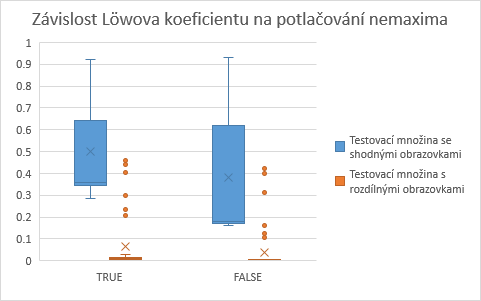 Závislost Löwova koeficientu na potlačování nemaxima
1
0.9
0.8
0.7
0.6
0.5
0.4
0.3
0.2
0.1
0
TRUE
FALSE
Testovací množina se
shodnými obrazovkami
Testovací množina s
rozdílnými obrazovkami